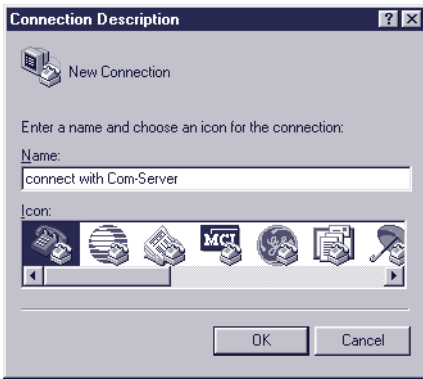 Connection Description
New Connection
Enter a name and choose an icon for the connection:
Name:
connect with Com-Server
Icon:
MCI
OK Cancel